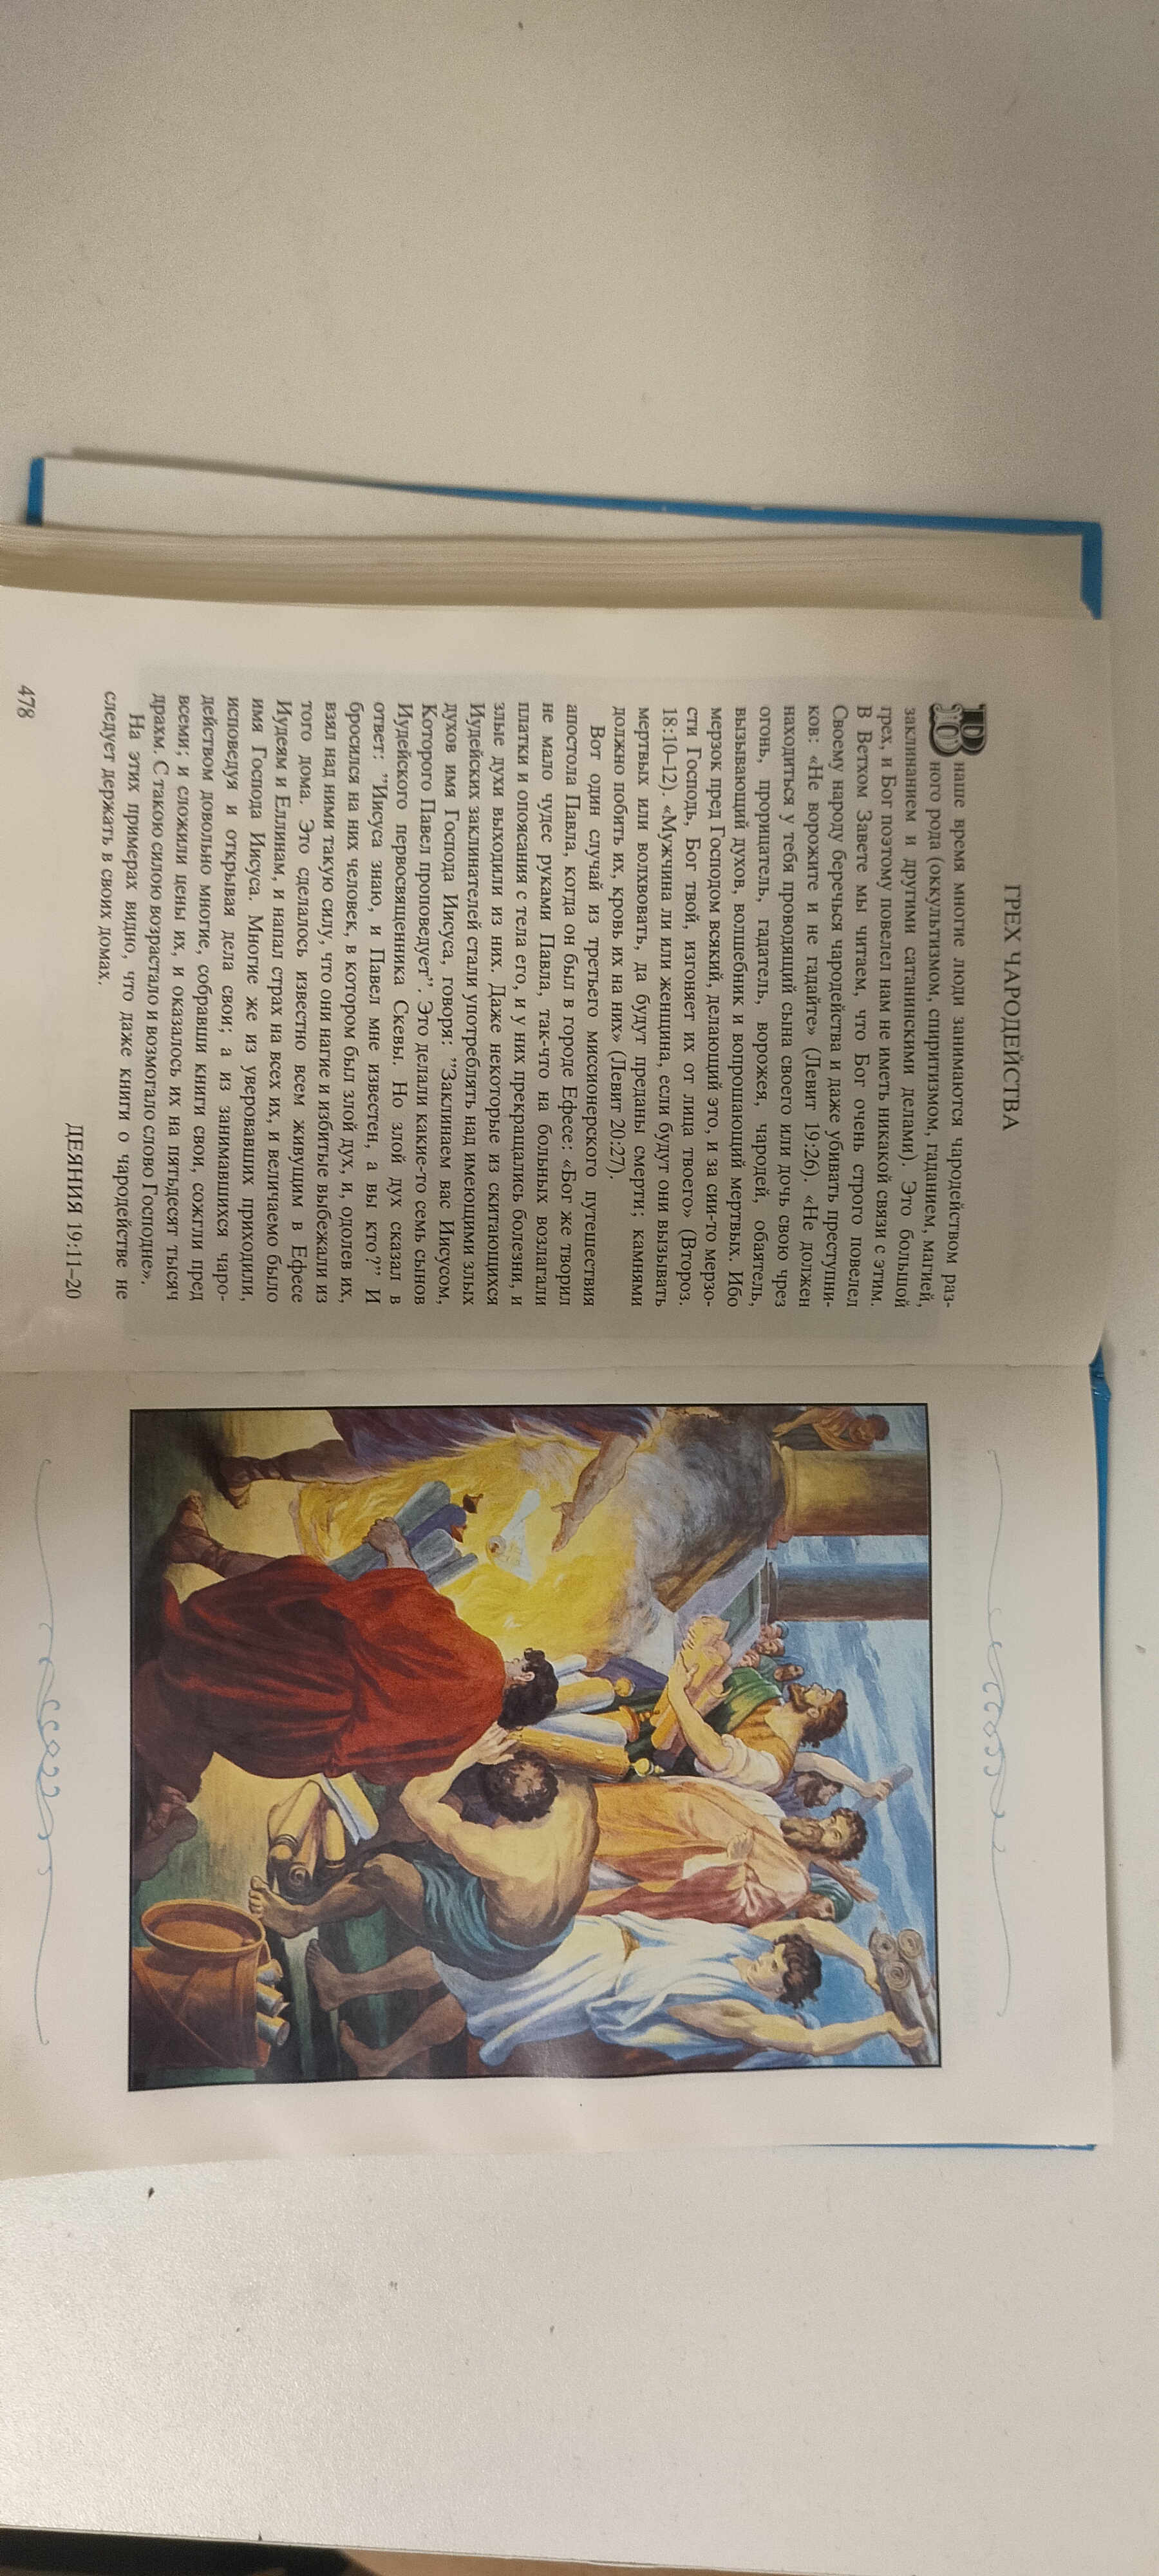 ГРЕХ ЧАРОДЕЙСТВА
В наше время многие люди занимаются чародейством раз-
ного рода (оккультизмом, спиритизмом, гаданием, магией,
заклинанием и другими сатанинскими делами). Это большой
грех, и Бог поэтому повелел нам не иметь никакой связи с этим.
В Ветхом Завете мы читаем, что Бог очень строго повелел
Своему народу беречься чародейства и даже убивать преступни-
ков: «Не ворожите и не гадайте» (Левит 19:26). «Не должен
находиться у тебя проводящий сына своего или дочь свою чрез
огонь, прорицатель, гадатель, ворожея, чародей, обаятель,
вызывающий духов, волшебник и вопрошающий мертвых. Ибо
мерзок пред Господом всякий, делающий это, и за сии-то мерзо-
сти Господь, Бог твой, изгоняет их от лица твоего» (Второз.
18:10–12). «Мужчина ли или женщина, если будут они вызывать
мертвых или волхвовать, да будут преданы смерти; камнями
должно побить их, кровь их на них» (Левит 20:27).
Вот один случай из третьего миссионерского путешествия
апостола Павла, когда он был в городе Ефесе: «Бог же творил
не мало чудес руками Павла, так-что на больных возлагали
платки и опоясания с тела его, и у них прекращались болезни, и
злые духи выходили из них. Даже некоторые из скитающихся
Иудейских заклинателей стали употреблять над имеющими злых
духов имя Господа Иисуса, говоря: ”Заклинаем вас Иисусом,
Которого Павел проповедует”. Это делали какие-то семь сынов
Иудейского первосвященника Скевы. Но злой дух сказал в
ответ: ”Иисуса знаю, и Павел мне известен, а вы кто?” И
бросился на них человек, в котором был злой дух, и, одолев их,
взял над ними такую силу, что они нагие и избитые выбежали из
того дома. Это сделалось известно всем живущим в Ефесе
Иудеям и Еллинам, и напал страх на всех их, и величаемо было
имя Господа Иисуса. Многие же из уверовавших приходили,
исповедуя и открывая дела свои; а из занимавшихся чаро-
действом довольно многие, собравши книги свои, сожгли пред
всеми; и сложили цены их, и оказалось их на пятьдесят тысяч
драхм. С такою силою возрастало и возмогало слово Господне».
На этих примерах видно, что даже книги о чародействе не
следует держать в своих домах.
ДЕЯНИЯ 19:11–20
478